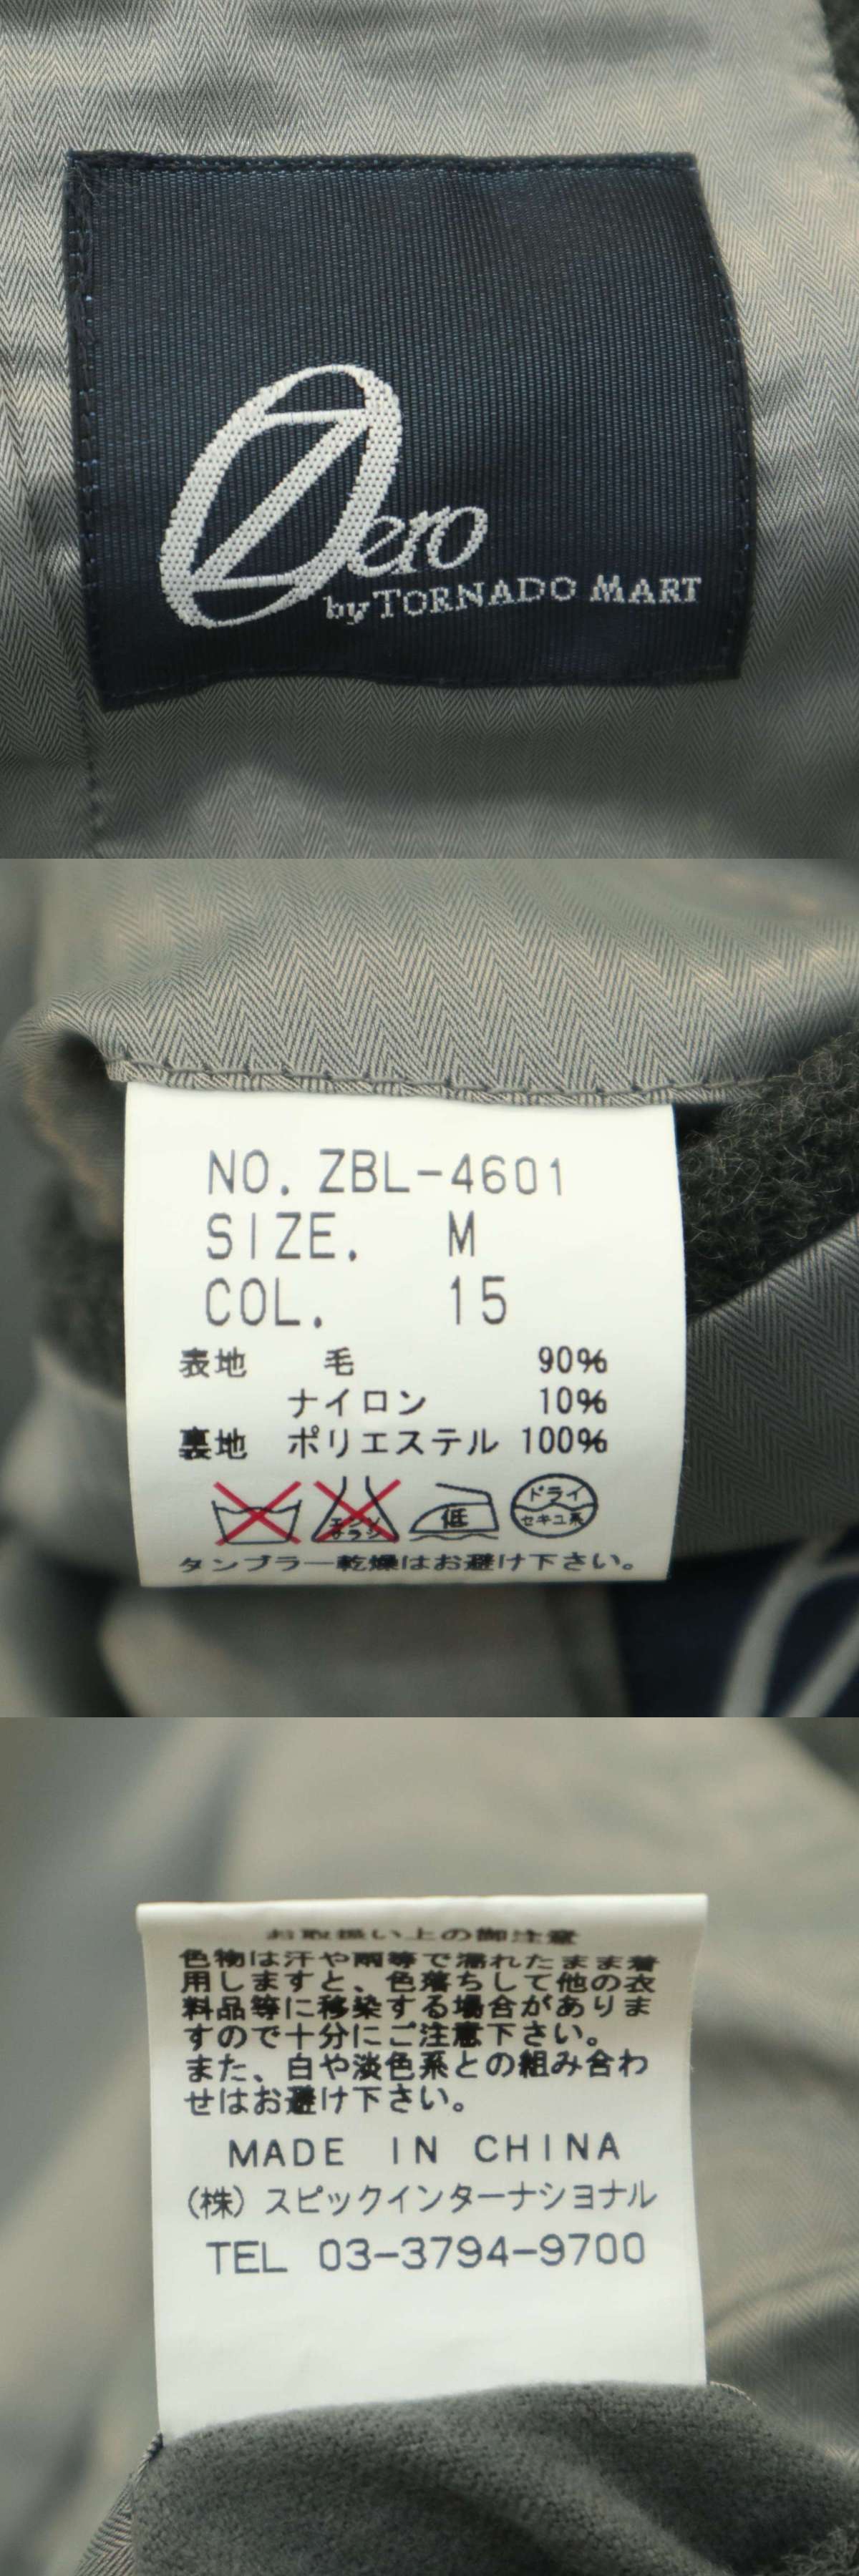 Zero
by TORNADO MART
NO. ZBL-4601
SIZE. M
COL. 15
表地 毛 90%
ナイロン 10%
裏地 ポリエステル 100%
エンソ
サラシ
低
ドライ
セキユ系
タンブラー乾燥はお避け下さい。
お取扱い上の御注意
色物は汗や雨等で濡れたまま着
用しますと、色落ちして他の衣
料品等に移染する場合がありま
すので十分にご注意下さい。
また、白や淡色系との組み合わ
せはお避け下さい。
MADE IN CHINA
(株)スピックインターナショナル
TEL 03-3794-9700